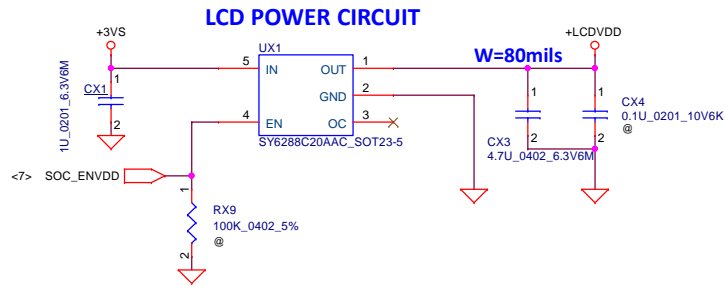 LCD POWER CIRCUIT
+3VS
+LCDVDD
UX1
W=80mils
5 IN OUT 1
1
CX1
2
1U_0201_6.3V6M
GND 2
4 EN OC 3
SY6288C20AAC_SOT23-5
1
CX3
2
4.7U_0402_6.3V6M
1
CX4
0.1U_0201_10V6K
@
2
<7> SOC_ENVDD
1
RX9
100K_0402_5%
@
2